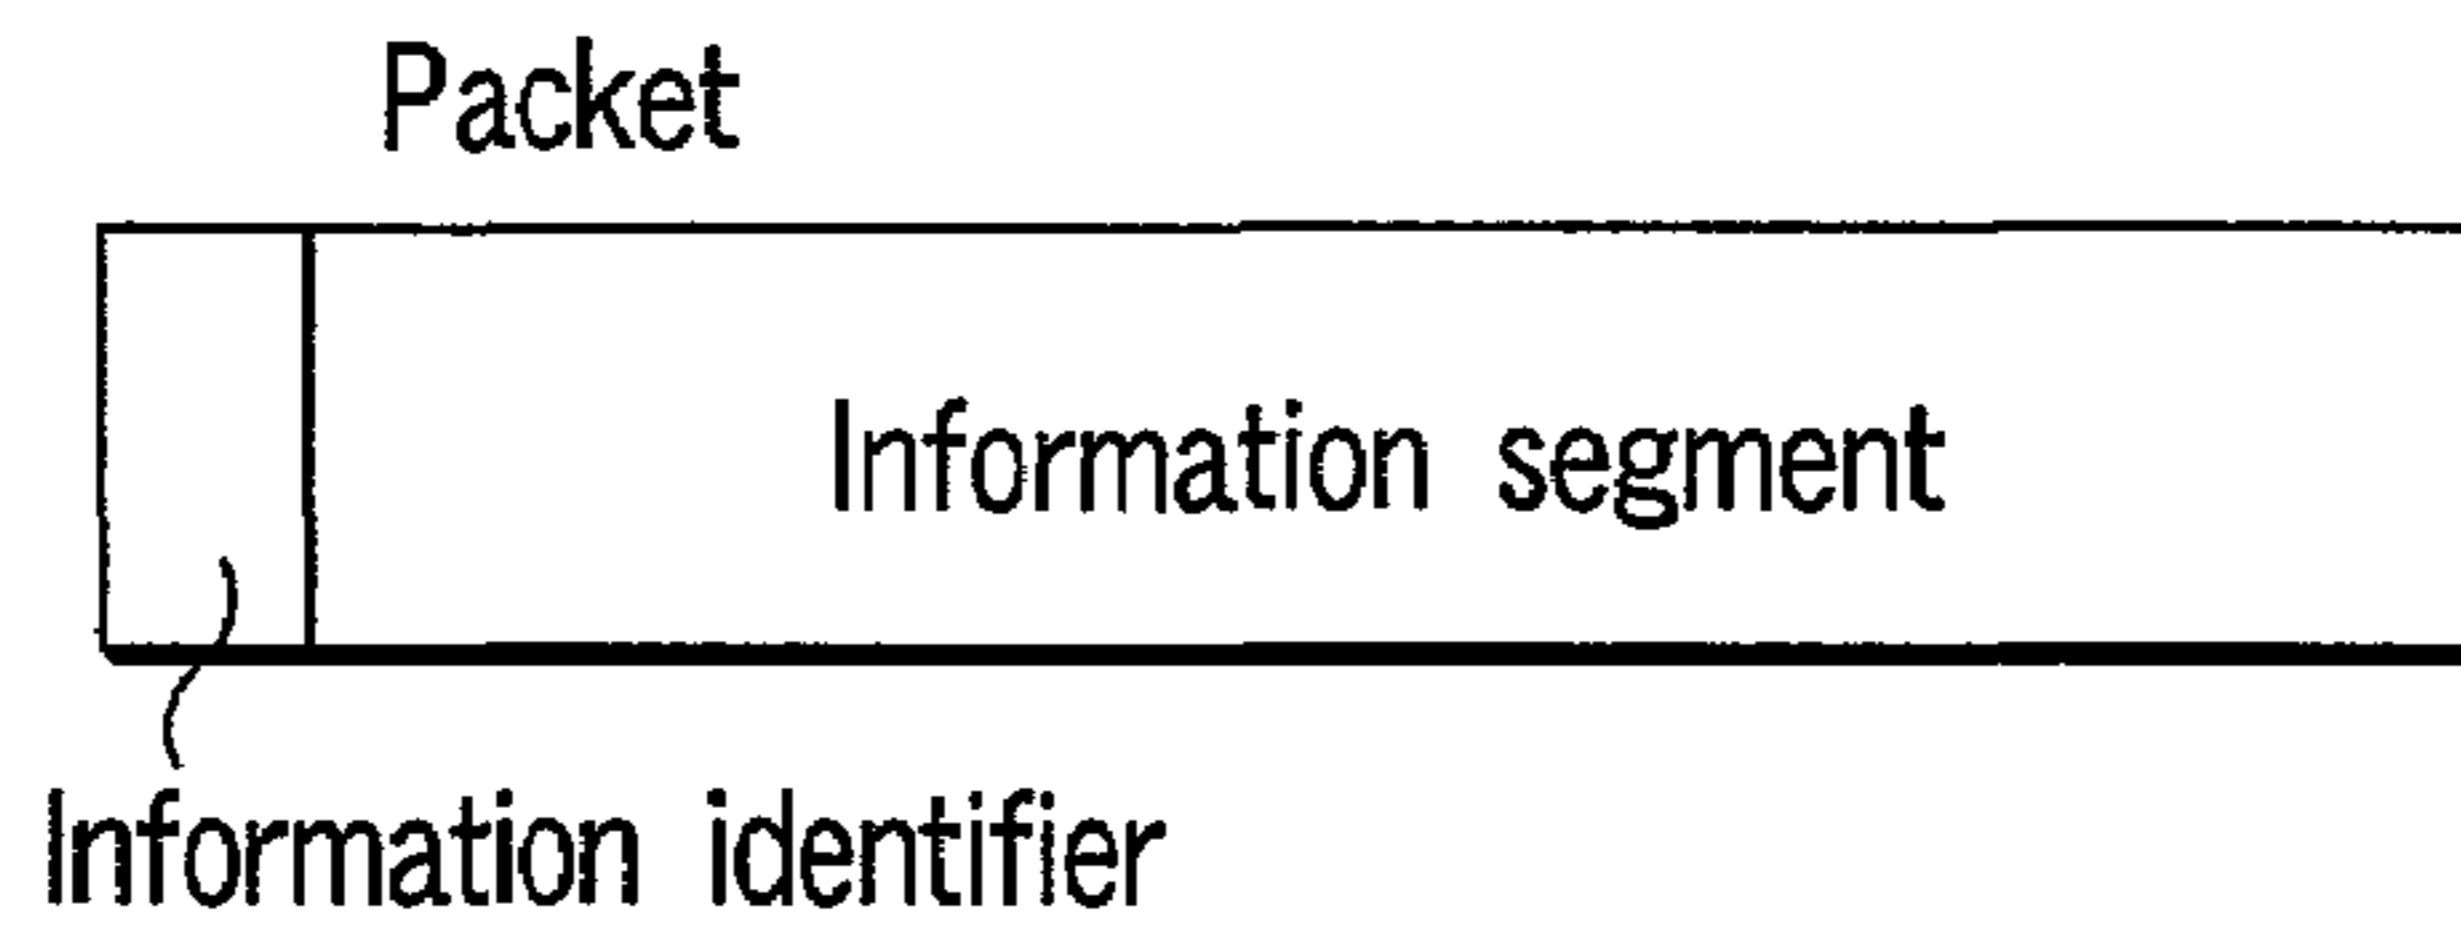 Packet
Information segment
Information identifier